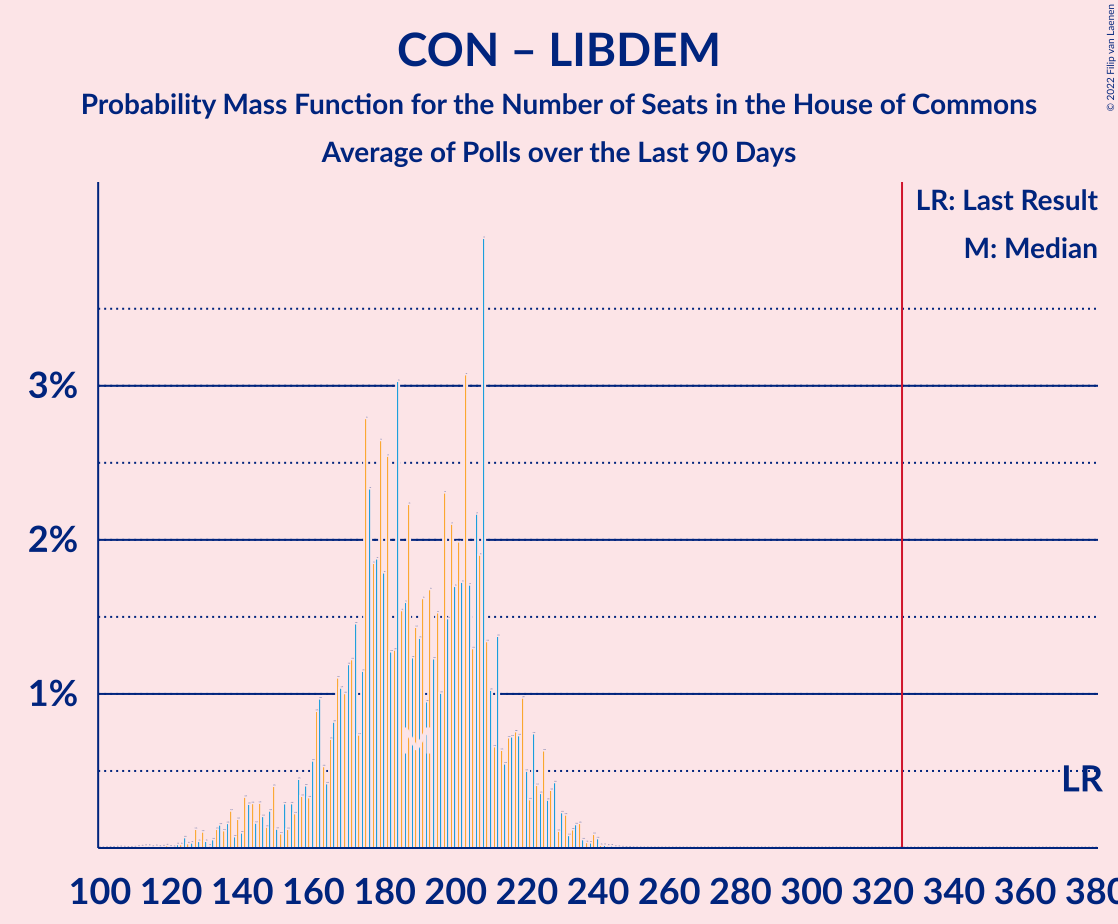 CON – LIBDEM
Probability Mass Function for the Number of Seats in the House of Commons
Average of Polls over the Last 90 Days
© 2022 Filip van Laenen
LR: Last Result
M: Median
3%
2%
1%
M
LR
100 120 140 160 180 200 220 240 260 280 300 320 340 360 380